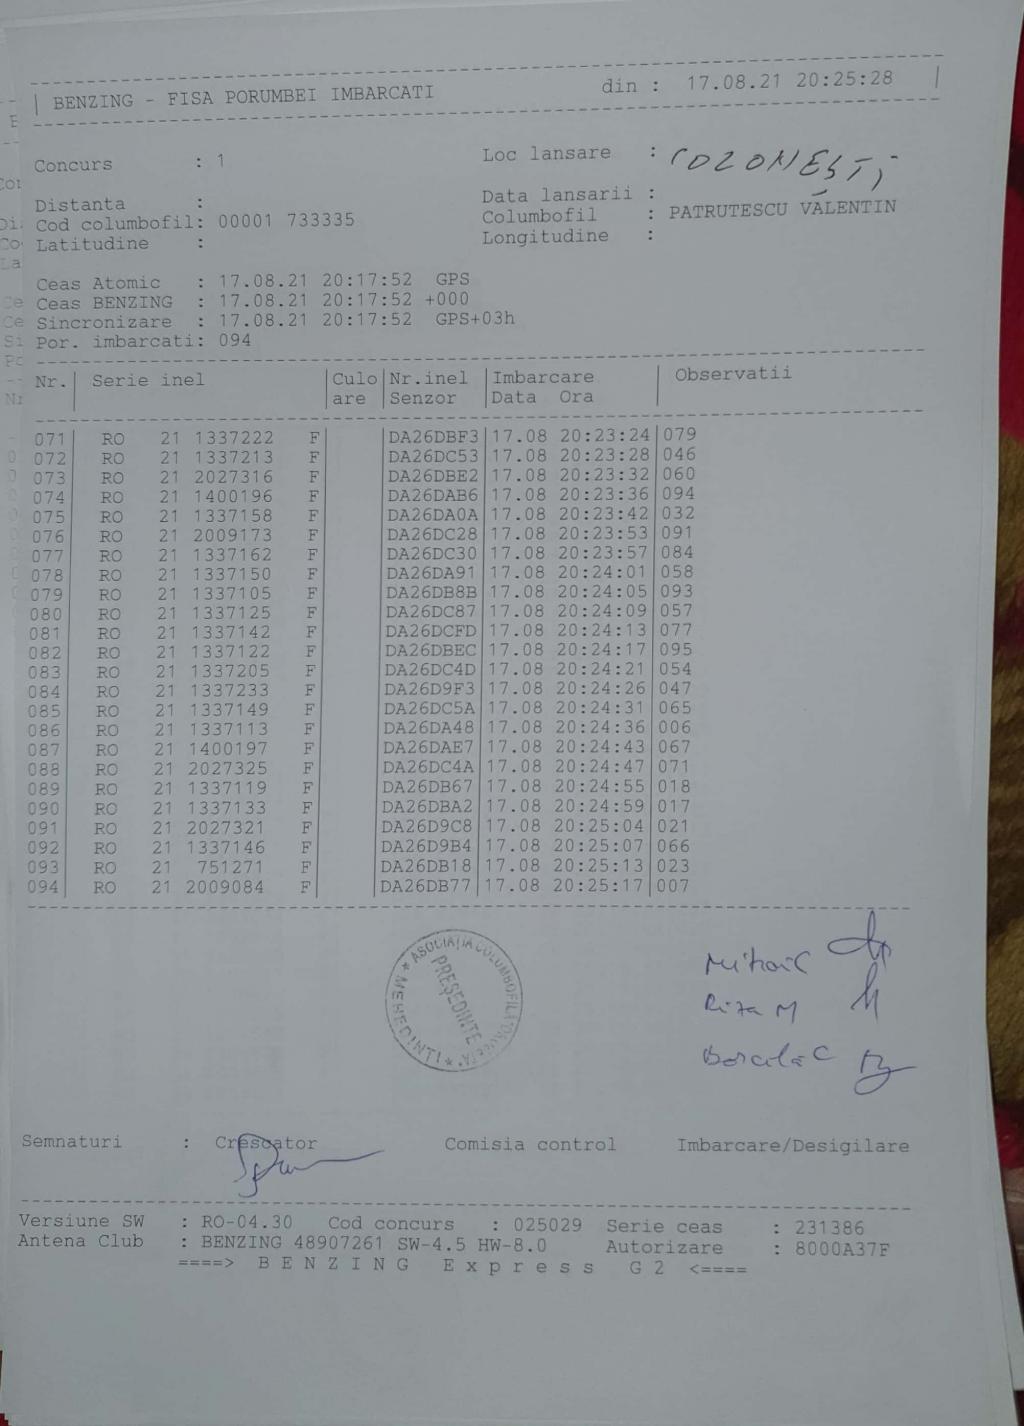 BENZING - FISA PORUMBEI IMBARCATI din : 17.08.21 20:25:28
Concurs : 1 Loc lansare : COZONEȘTI
Distanta : Data lansarii :
Cod columbofil: 00001 733335 Columbofil : PATRUTESCU VALENTIN
Latitudine : Longitudine :
Ceas Atomic : 17.08.21 20:17:52 GPS
Ceas BENZING : 17.08.21 20:17:52 +000
Sincronizare : 17.08.21 20:17:52 GPS+03h
Por. imbarcati: 094
Nr. Serie inel Culo Nr.inel Imbarcare Observatii
are Senzor Data Ora
071 RO 21 1337222 F DA26DBF3 17.08 20:23:24 079
072 RO 21 1337213 F DA26DC53 17.08 20:23:28 046
073 RO 21 2027316 F DA26DBE2 17.08 20:23:32 060
074 RO 21 1400196 F DA26DAB6 17.08 20:23:36 094
075 RO 21 1337158 F DA26DA0A 17.08 20:23:42 032
076 RO 21 2009173 F DA26DC28 17.08 20:23:53 091
077 RO 21 1337162 F DA26DC30 17.08 20:23:57 084
078 RO 21 1337150 F DA26DA91 17.08 20:24:01 058
079 RO 21 1337105 F DA26DB8B 17.08 20:24:05 093
080 RO 21 1337125 F DA26DC87 17.08 20:24:09 057
081 RO 21 1337142 F DA26DCFD 17.08 20:24:13 077
082 RO 21 1337122 F DA26DBEC 17.08 20:24:17 095
083 RO 21 1337205 F DA26DC4D 17.08 20:24:21 054
084 RO 21 1337233 F DA26D9F3 17.08 20:24:26 047
085 RO 21 1337149 F DA26DC5A 17.08 20:24:31 065
086 RO 21 1337113 F DA26DA48 17.08 20:24:36 006
087 RO 21 1400197 F DA26DAE7 17.08 20:24:43 067
088 RO 21 2027325 F DA26DC4A 17.08 20:24:47 071
089 RO 21 1337119 F DA26DB67 17.08 20:24:55 018
090 RO 21 1337133 F DA26DBA2 17.08 20:24:59 017
091 RO 21 2027321 F DA26D9C8 17.08 20:25:04 021
092 RO 21 1337146 F DA26D9B4 17.08 20:25:07 066
093 RO 21 751271 F DA26DB18 17.08 20:25:13 023
094 RO 21 2009084 F DA26DB77 17.08 20:25:17 007
ASOCIAȚIA COLUMBOFILĂ
PREȘEDINTE
MEHEDINȚI
Riza M
Semnaturi : Crescator Comisia control Imbarcare/Desigilare
Versiune SW : RO-04.30 Cod concurs : 025029 Serie ceas : 231386
Antena Club : BENZING 48907261 SW-4.5 HW-8.0 Autorizare : 8000A37F
====> B E N Z I N G E x p r e s s G 2 <====